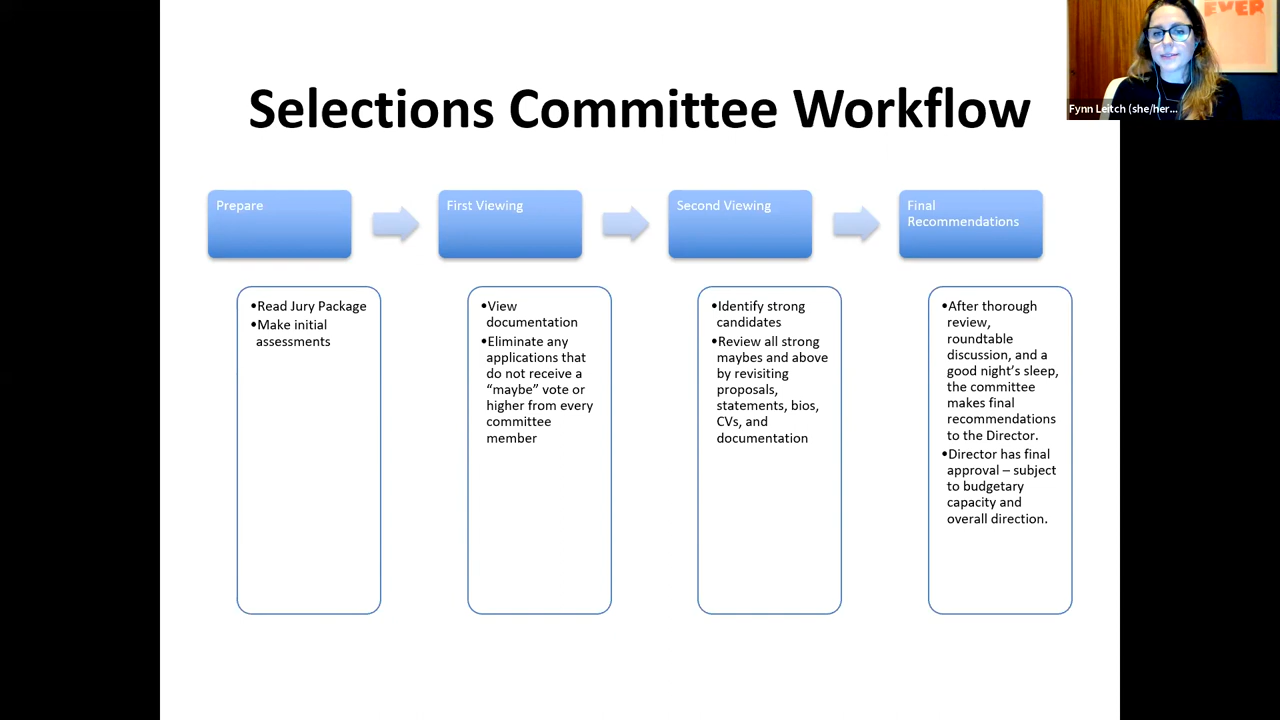 Selections Committee Workflow
EVER
Fynn Leitch (she/her...
Prepare
First Viewing
Second Viewing
Final
Recommendations
•Read Jury Package
•Make initial
assessments
•View
documentation
•Eliminate any
applications that
do not receive a
“maybe” vote or
higher from every
committee
member
•Identify strong
candidates
•Review all strong
maybes and above
by revisiting
proposals,
statements, bios,
CVs, and
documentation
•After thorough
review,
roundtable
discussion, and a
good night’s sleep,
the committee
makes final
recommendations
to the Director.
•Director has final
approval – subject
to budgetary
capacity and
overall direction.